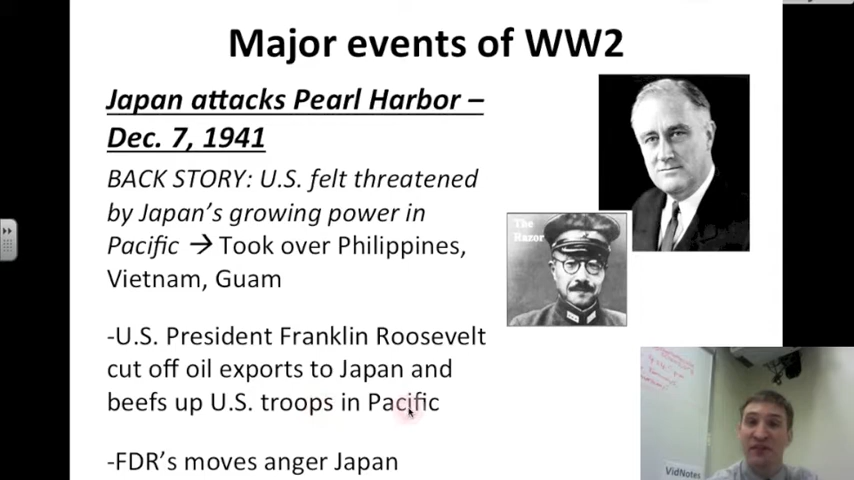 Major events of WW2
Japan attacks Pearl Harbor –
Dec. 7, 1941
BACK STORY: U.S. felt threatened
by Japan's growing power in
Pacific → Took over Philippines,
Vietnam, Guam
The
Razor
-U.S. President Franklin Roosevelt
cut off oil exports to Japan and
beefs up U.S. troops in Pacific
-FDR's moves anger Japan
VidNotes